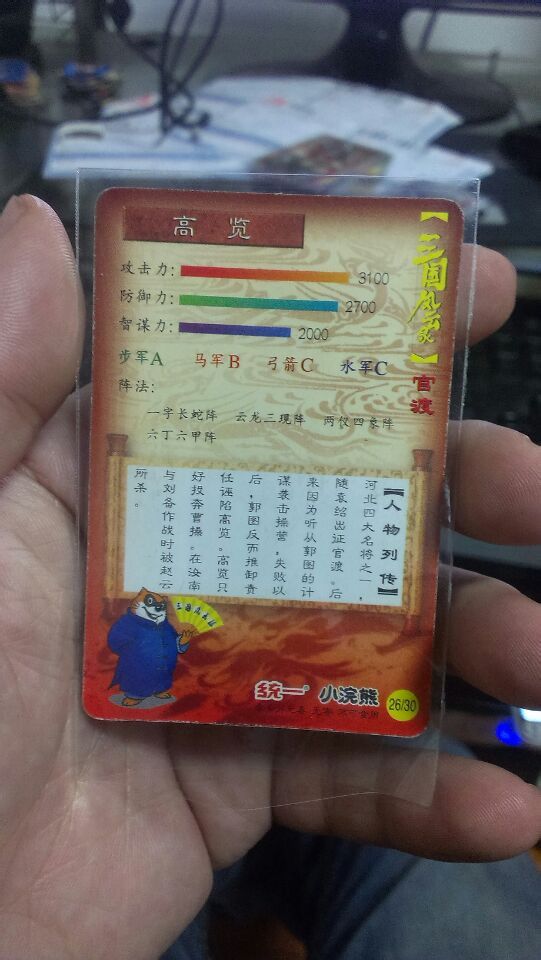 高览
【三国风云录】官渡
攻击力: 3100
防御力: 2700
智谋力: 2000
步军A 马军B 弓箭C 水军C
阵法:
一字长蛇阵 云龙三现阵 两仪四象阵
六丁六甲阵
【人物列传】
河北四大名将之一,
随袁绍出征官渡。后
来因为听从郭图的计
谋袭击操营,失败以
后,郭图反而推卸责
任诬陷高览。高览只
好投奔曹操。在汝南
与刘备作战时被赵云
所杀。
三国风云录
统一® 小浣熊
26/30